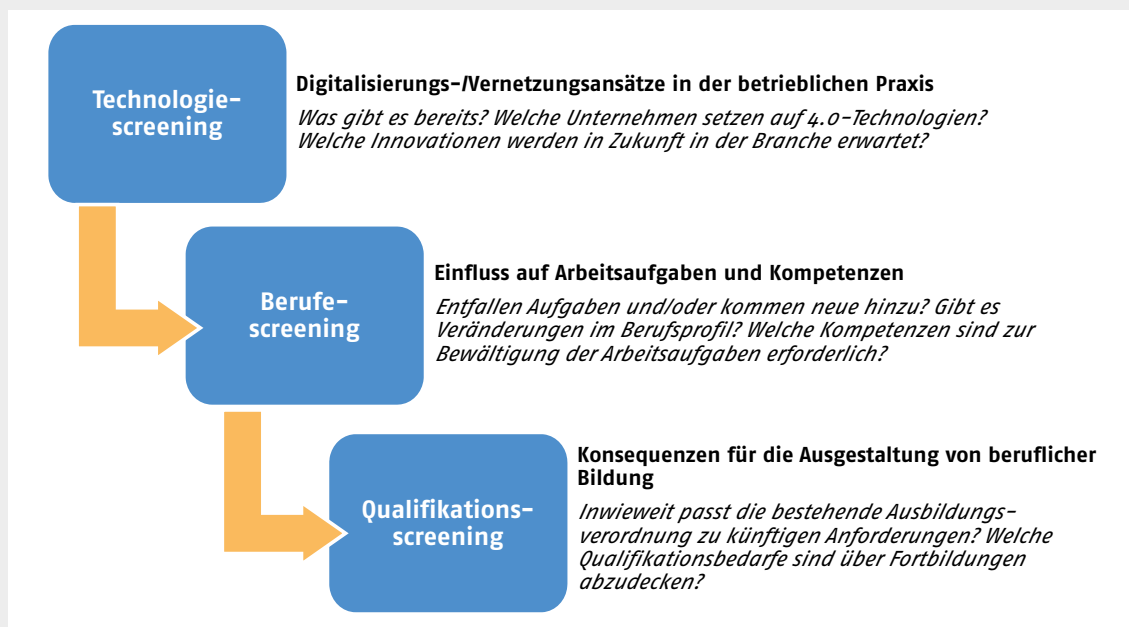 Technologie-
screening
Digitalisierungs-/Vernetzungsansätze in der betrieblichen Praxis
Was gibt es bereits? Welche Unternehmen setzen auf 4.0-Technologien?
Welche Innovationen werden in Zukunft in der Branche erwartet?
Berufe-
screening
Einfluss auf Arbeitsaufgaben und Kompetenzen
Entfallen Aufgaben und/oder kommen neue hinzu? Gibt es
Veränderungen im Berufsprofil? Welche Kompetenzen sind zur
Bewältigung der Arbeitsaufgaben erforderlich?
Qualifikations-
screening
Konsequenzen für die Ausgestaltung von beruflicher
Bildung
Inwieweit passt die bestehende Ausbildungs-
verordnung zu künftigen Anforderungen? Welche
Qualifikationsbedarfe sind über Fortbildungen
abzudecken?